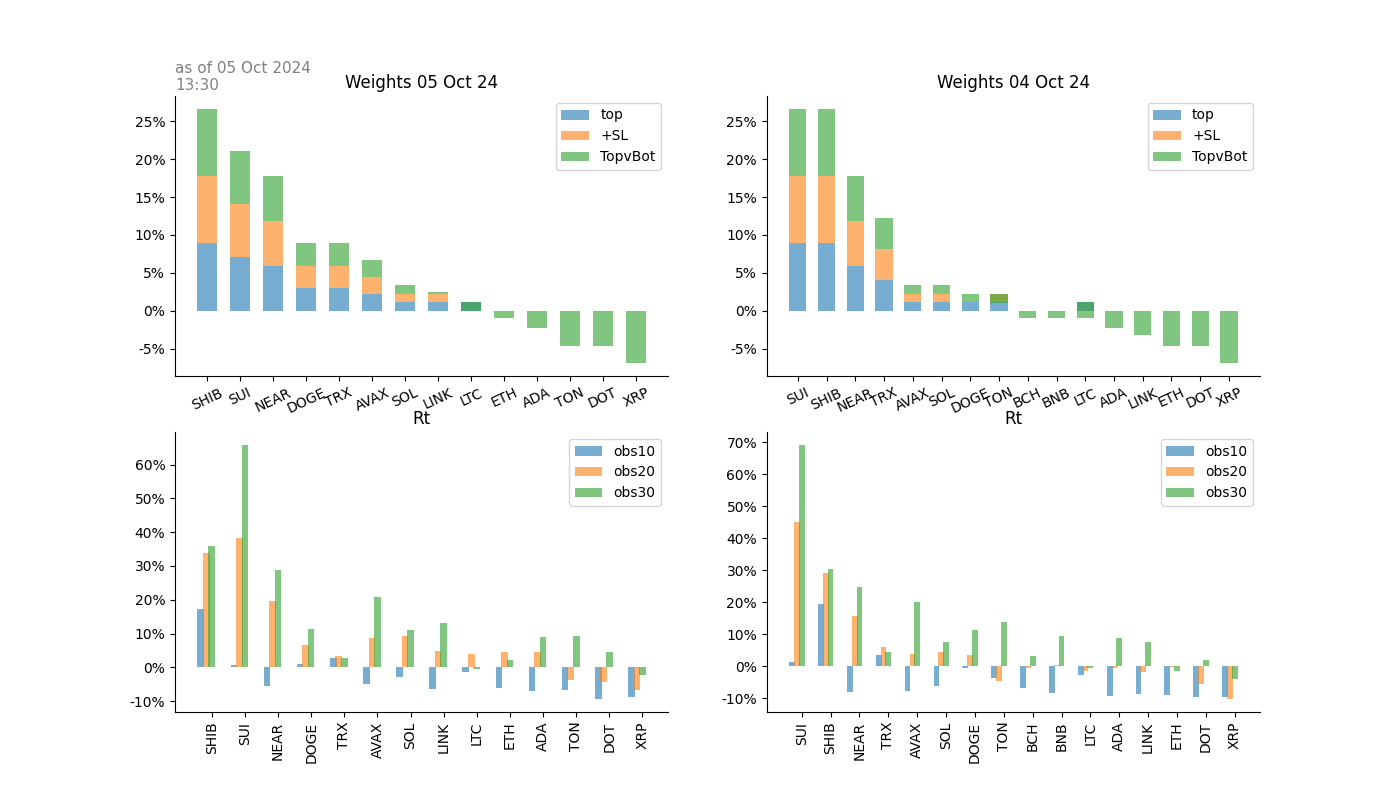 as of 05 Oct 2024
13:30
Weights 05 Oct 24
25%
20%
15%
10%
5%
0%
-5%
top
+SL
TopvBot
SHIB SUI NEAR DOGE TRX AVAX SOL LINK LTC ETH ADA TON DOT XRP
Weights 04 Oct 24
25%
20%
15%
10%
5%
0%
-5%
top
+SL
TopvBot
SUI SHIB NEAR TRX AVAX SOL DOGE TON BCH BNB LTC ADA LINK ETH DOT XRP
Rt
60%
50%
40%
30%
20%
10%
0%
-10%
obs10
obs20
obs30
SHIB SUI NEAR DOGE TRX AVAX SOL LINK LTC ETH ADA TON DOT XRP
Rt
70%
60%
50%
40%
30%
20%
10%
0%
-10%
obs10
obs20
obs30
SUI SHIB NEAR TRX AVAX SOL DOGE TON BCH BNB LTC ADA LINK ETH DOT XRP